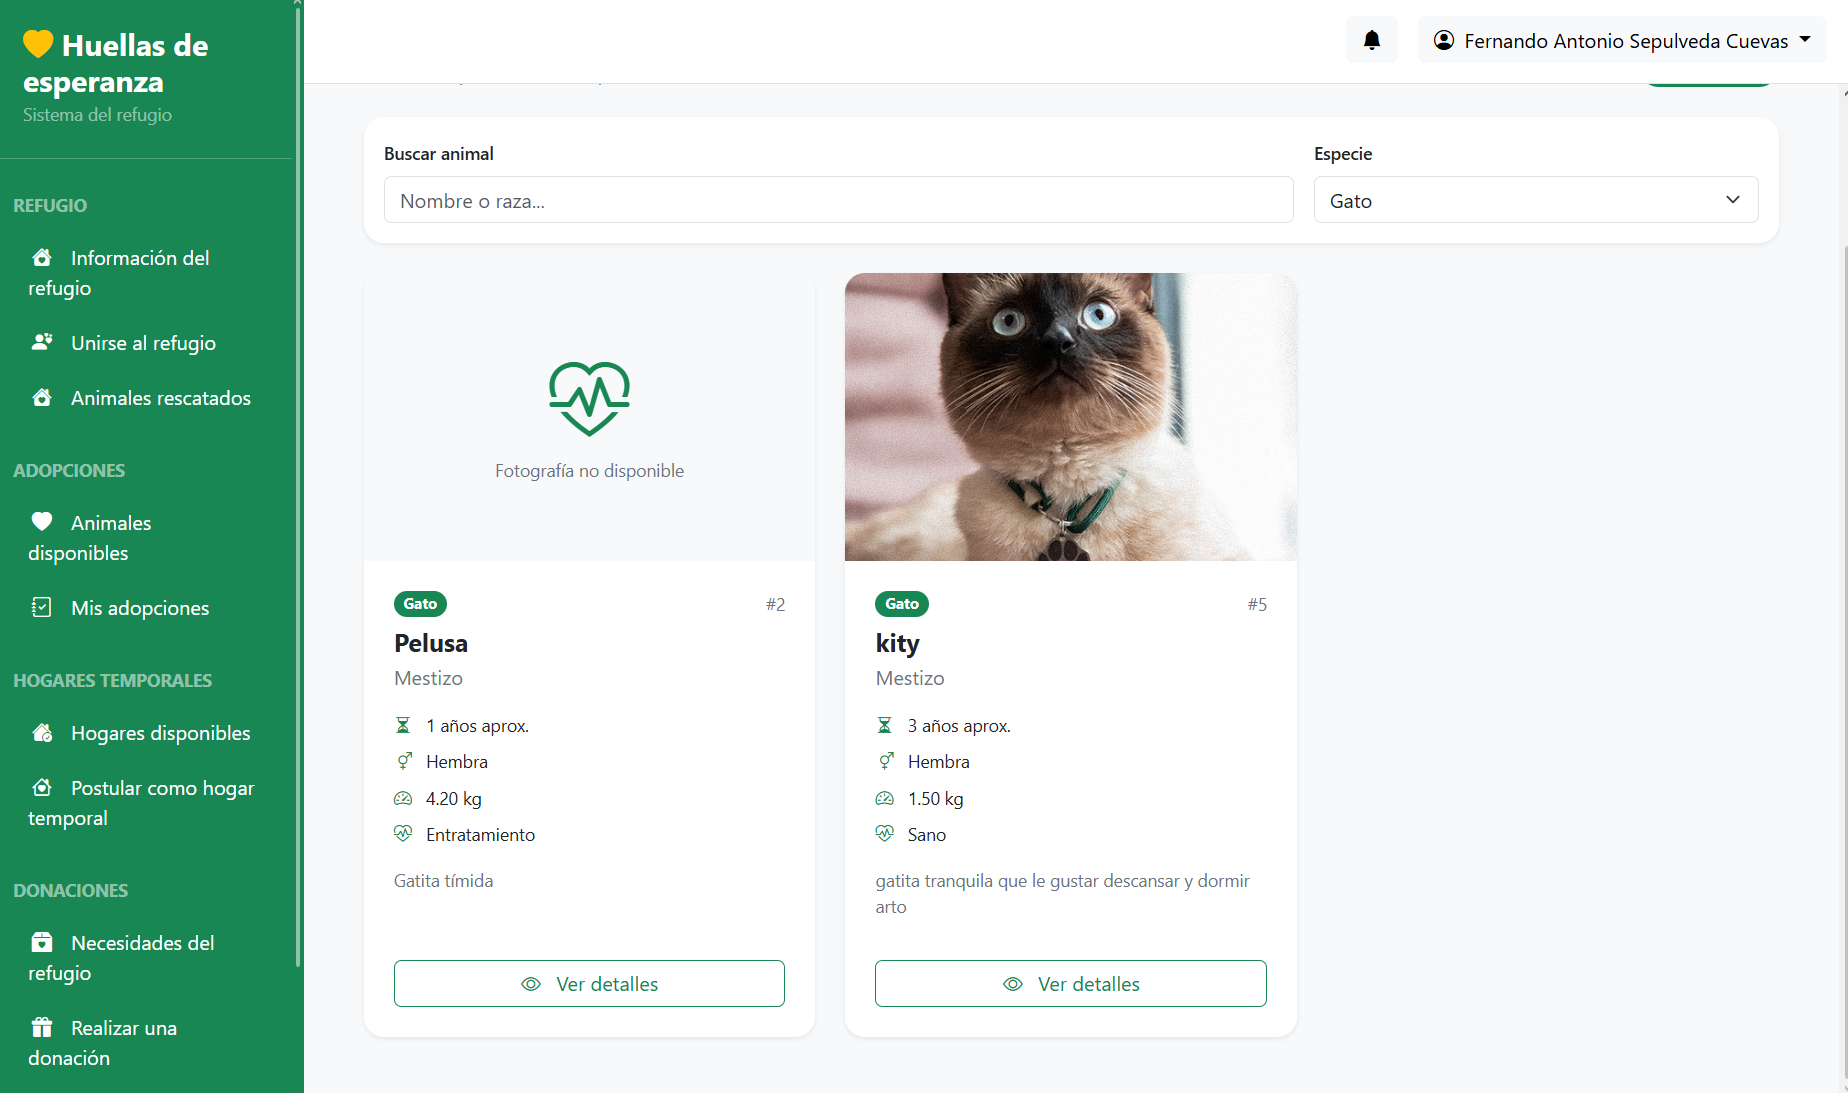 Huellas de
esperanza
Sistema del refugio
REFUGIO
Información del
refugio
Unirse al refugio
Animales rescatados
ADOPCIONES
Animales
disponibles
Mis adopciones
HOGARES TEMPORALES
Hogares disponibles
Postular como hogar
temporal
DONACIONES
Necesidades del
refugio
Realizar una
donación
Fernando Antonio Sepulveda Cuevas
Buscar animal
Nombre o raza...
Especie
Gato
Fotografía no disponible
Gato
#2
Pelusa
Mestizo
1 años aprox.
Hembra
4.20 kg
Entratamiento
Gatita tímida
Ver detalles
Gato
#5
kity
Mestizo
3 años aprox.
Hembra
1.50 kg
Sano
gatita tranquila que le gustar descansar y dormir
arto
Ver detalles